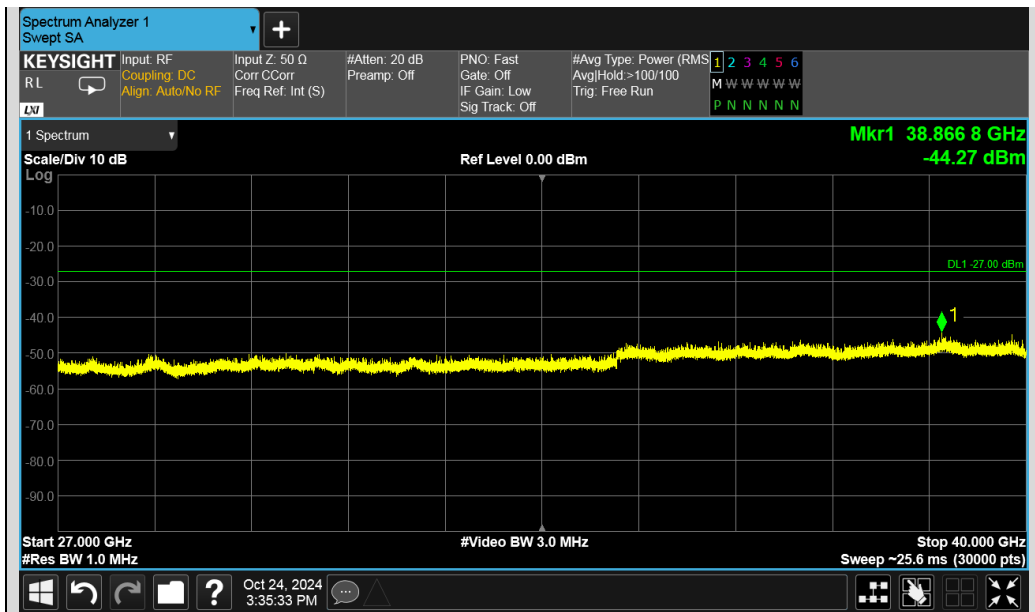 Spectrum Analyzer 1
Swept SA
+
KEYSIGHT
R L
LXI
Input: RF
Coupling: DC
Align: Auto/No RF
Input Z: 50 Ω
Corr CCorr
Freq Ref: Int (S)
#Atten: 20 dB
Preamp: Off
PNO: Fast
Gate: Off
IF Gain: Low
Sig Track: Off
#Avg Type: Power (RMS
Avg|Hold:>100/100
Trig: Free Run
1 2 3 4 5 6
M W W W W W
P N N N N N
1 Spectrum
Mkr1 38.866 8 GHz
-44.27 dBm
Scale/Div 10 dB
Ref Level 0.00 dBm
Log
-10.0
-20.0
DL1 -27.00 dBm
-30.0
-40.0
1
-50.0
-60.0
-70.0
-80.0
-90.0
Start 27.000 GHz
#Video BW 3.0 MHz
Stop 40.000 GHz
#Res BW 1.0 MHz
Sweep ~25.6 ms (30000 pts)
?
Oct 24, 2024
3:35:33 PM